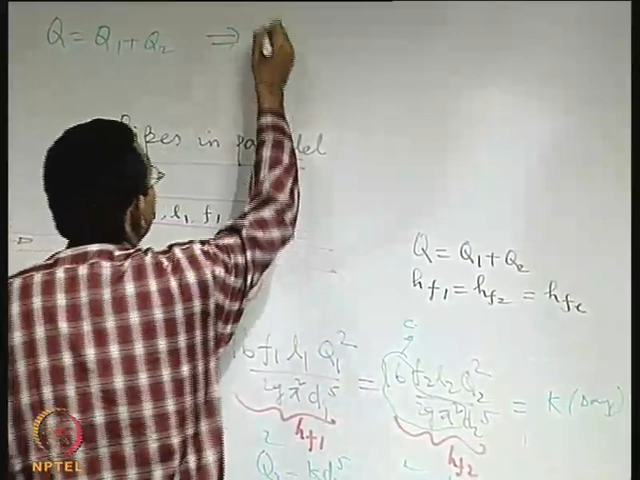 Q = Q₁ + Q₂ ⇒
Pipes in parallel
l₁, f₁
Q = Q₁ + Q₂
h_f₁ = h_f₂ = h_fe
16 f₁ l₁ Q₁² / 2g π² d₁⁵ = 16 f₂ l₂ Q₂² / 2g π² d₂⁵ = K (say)
c
h_f₁
h_f₂
Q₁² = k d₁⁵
NPTEL